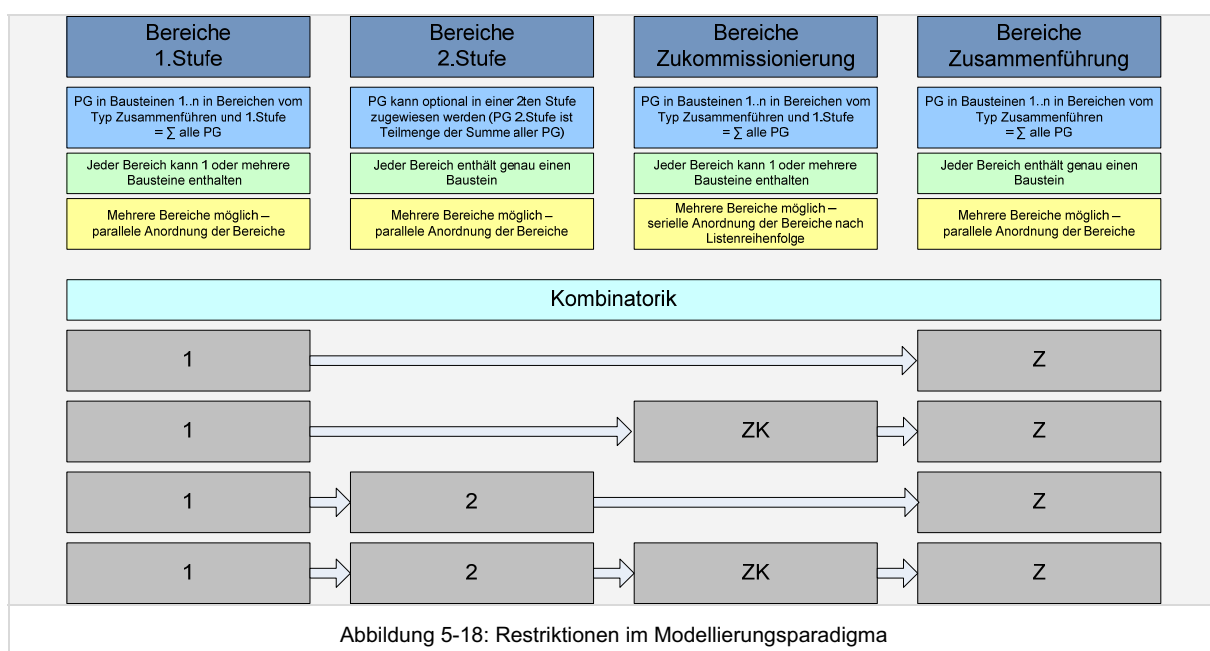 Bereiche
1.Stufe
Bereiche
2.Stufe
Bereiche
Zukommissionierung
Bereiche
Zusammenführung
PG in Bausteinen 1..n in Bereichen vom
Typ Zusammenführen und 1.Stufe
= ∑ alle PG
PG kann optional in einer 2ten Stufe
zugewiesen werden (PG 2.Stufe ist
Teilmenge der Summe aller PG)
PG in Bausteinen 1..n in Bereichen vom
Typ Zusammenführen und 1.Stufe
= ∑ alle PG
PG in Bausteinen 1..n in Bereichen vom
Typ Zusammenführen
= ∑ alle PG
Jeder Bereich kann 1 oder mehrere
Bausteine enthalten
Jeder Bereich enthält genau einen
Baustein
Jeder Bereich kann 1 oder mehrere
Bausteine enthalten
Jeder Bereich enthält genau einen
Baustein
Mehrere Bereiche möglich –
parallele Anordnung der Bereiche
Mehrere Bereiche möglich –
parallele Anordnung der Bereiche
Mehrere Bereiche möglich –
serielle Anordnung der Bereiche nach
Listenreihenfolge
Mehrere Bereiche möglich –
parallele Anordnung der Bereiche
Kombinatorik
1
Z
1
ZK
Z
1
2
Z
1
2
ZK
Z
Abbildung 5-18: Restriktionen im Modellierungsparadigma